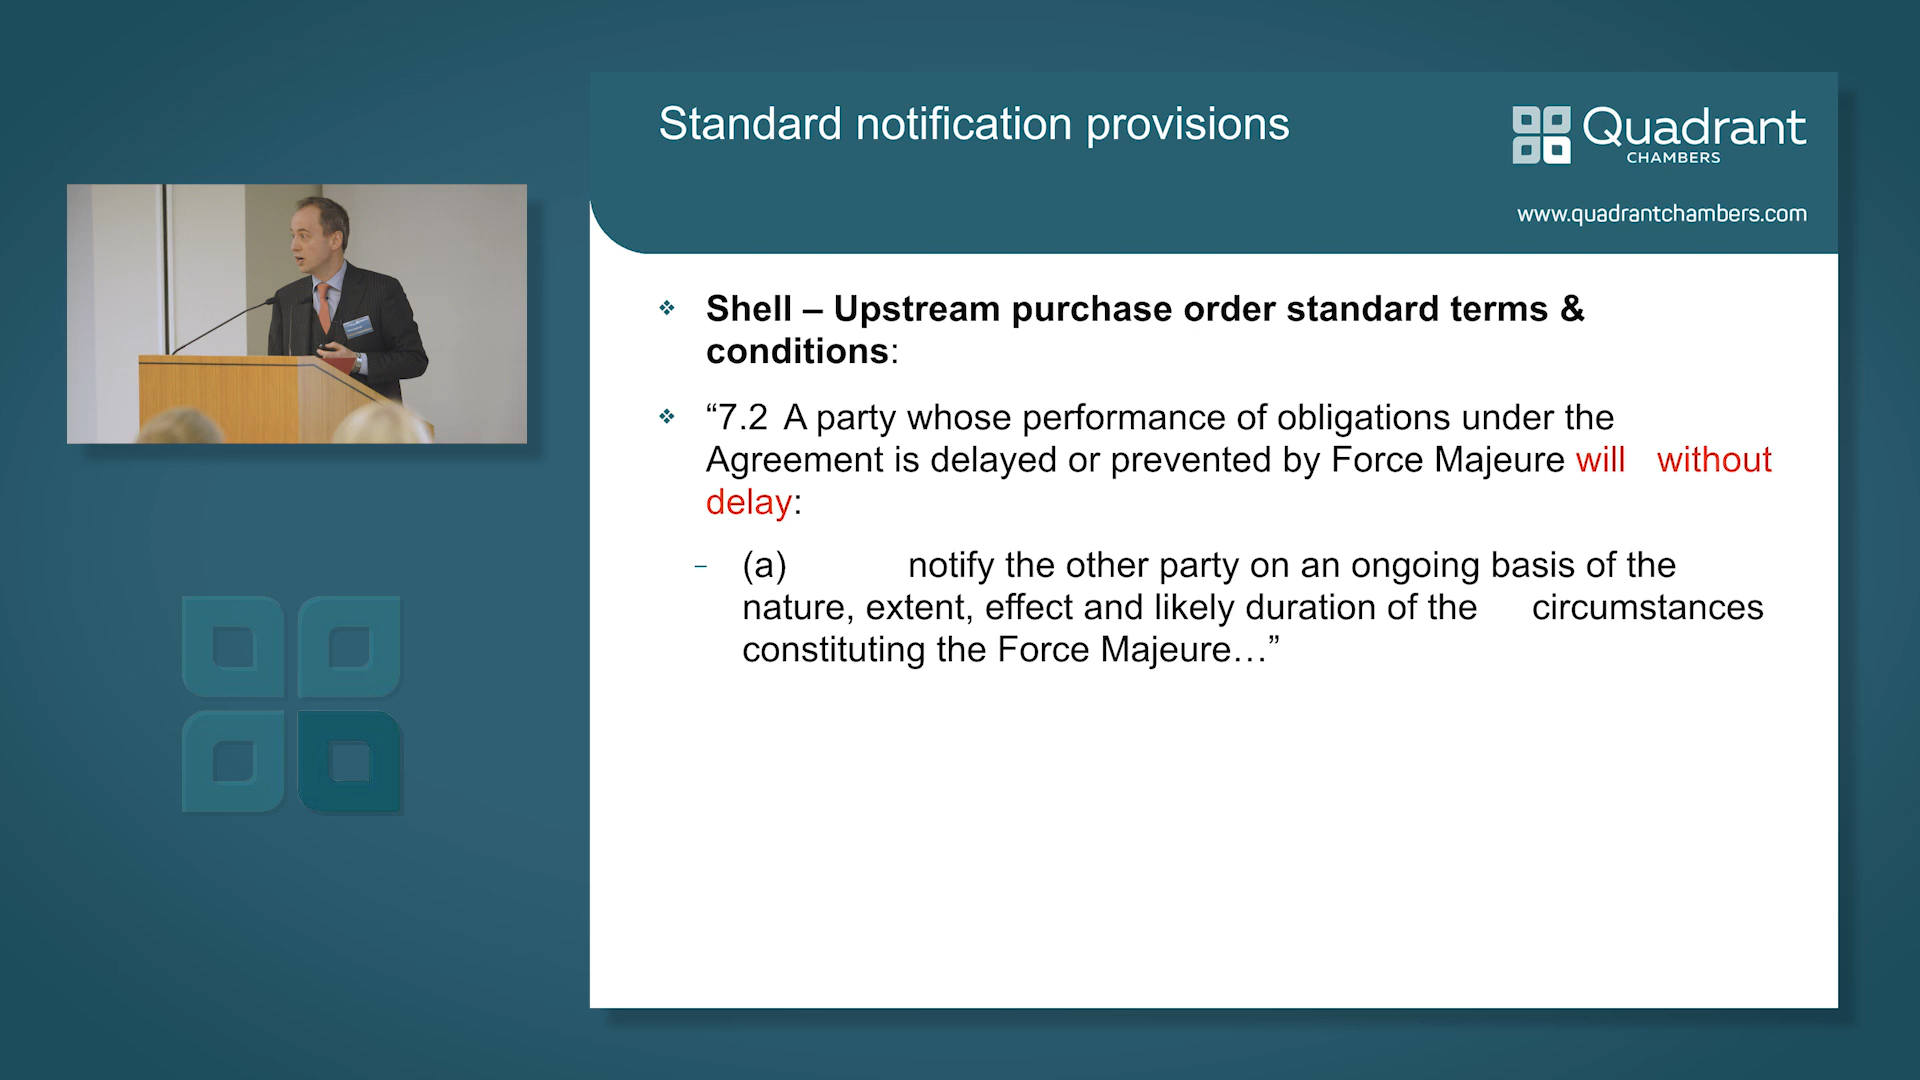 Standard notification provisions
Quadrant
CHAMBERS
www.quadrantchambers.com
Shell – Upstream purchase order standard terms &
conditions:
“7.2 A party whose performance of obligations under the
Agreement is delayed or prevented by Force Majeure will without
delay:
(a) notify the other party on an ongoing basis of the
nature, extent, effect and likely duration of the circumstances
constituting the Force Majeure…”